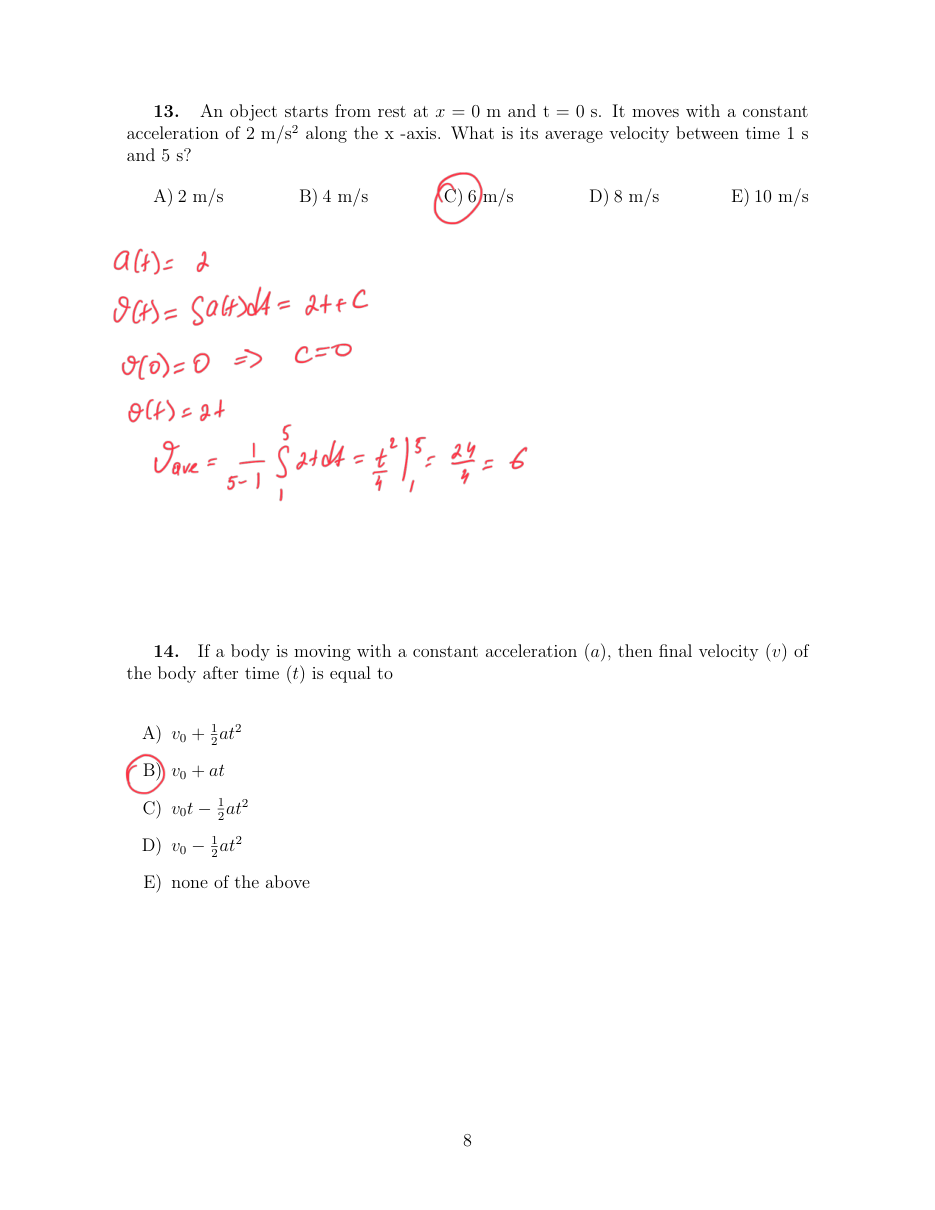 13. An object starts from rest at x = 0 m and t = 0 s. It moves with a constant
acceleration of 2 m/s² along the x -axis. What is its average velocity between time 1 s
and 5 s?
A) 2 m/s B) 4 m/s C) 6 m/s D) 8 m/s E) 10 m/s
a(t) = 2
v(t) = ∫a(t)dt = 2t + C
v(0) = 0 ⇒ C = 0
v(t) = 2t
v_ave = 1/(5-1) ∫₁⁵ 2t dt = t²/4 |₁⁵ = 24/4 = 6
14. If a body is moving with a constant acceleration (a), then final velocity (v) of
the body after time (t) is equal to
A) v₀ + ½at²
B) v₀ + at
C) v₀t − ½at²
D) v₀ − ½at²
E) none of the above
8